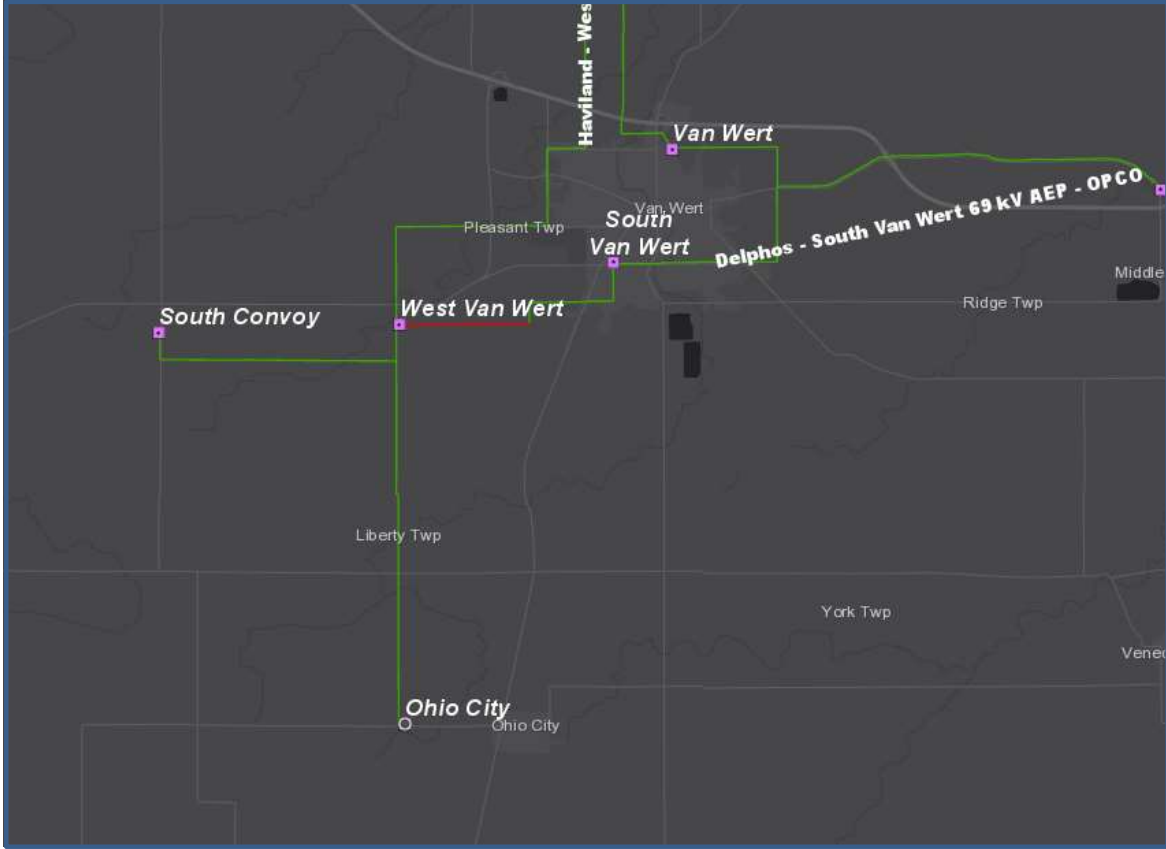 Haviland - Wes
Van Wert
Delphos - South Van Wert 69 kV AEP - OPCO
Van Wert
South
Van Wert
Pleasant Twp
Middle
Ridge Twp
West Van Wert
South Convoy
Liberty Twp
York Twp
Vened
Ohio City
Ohio City